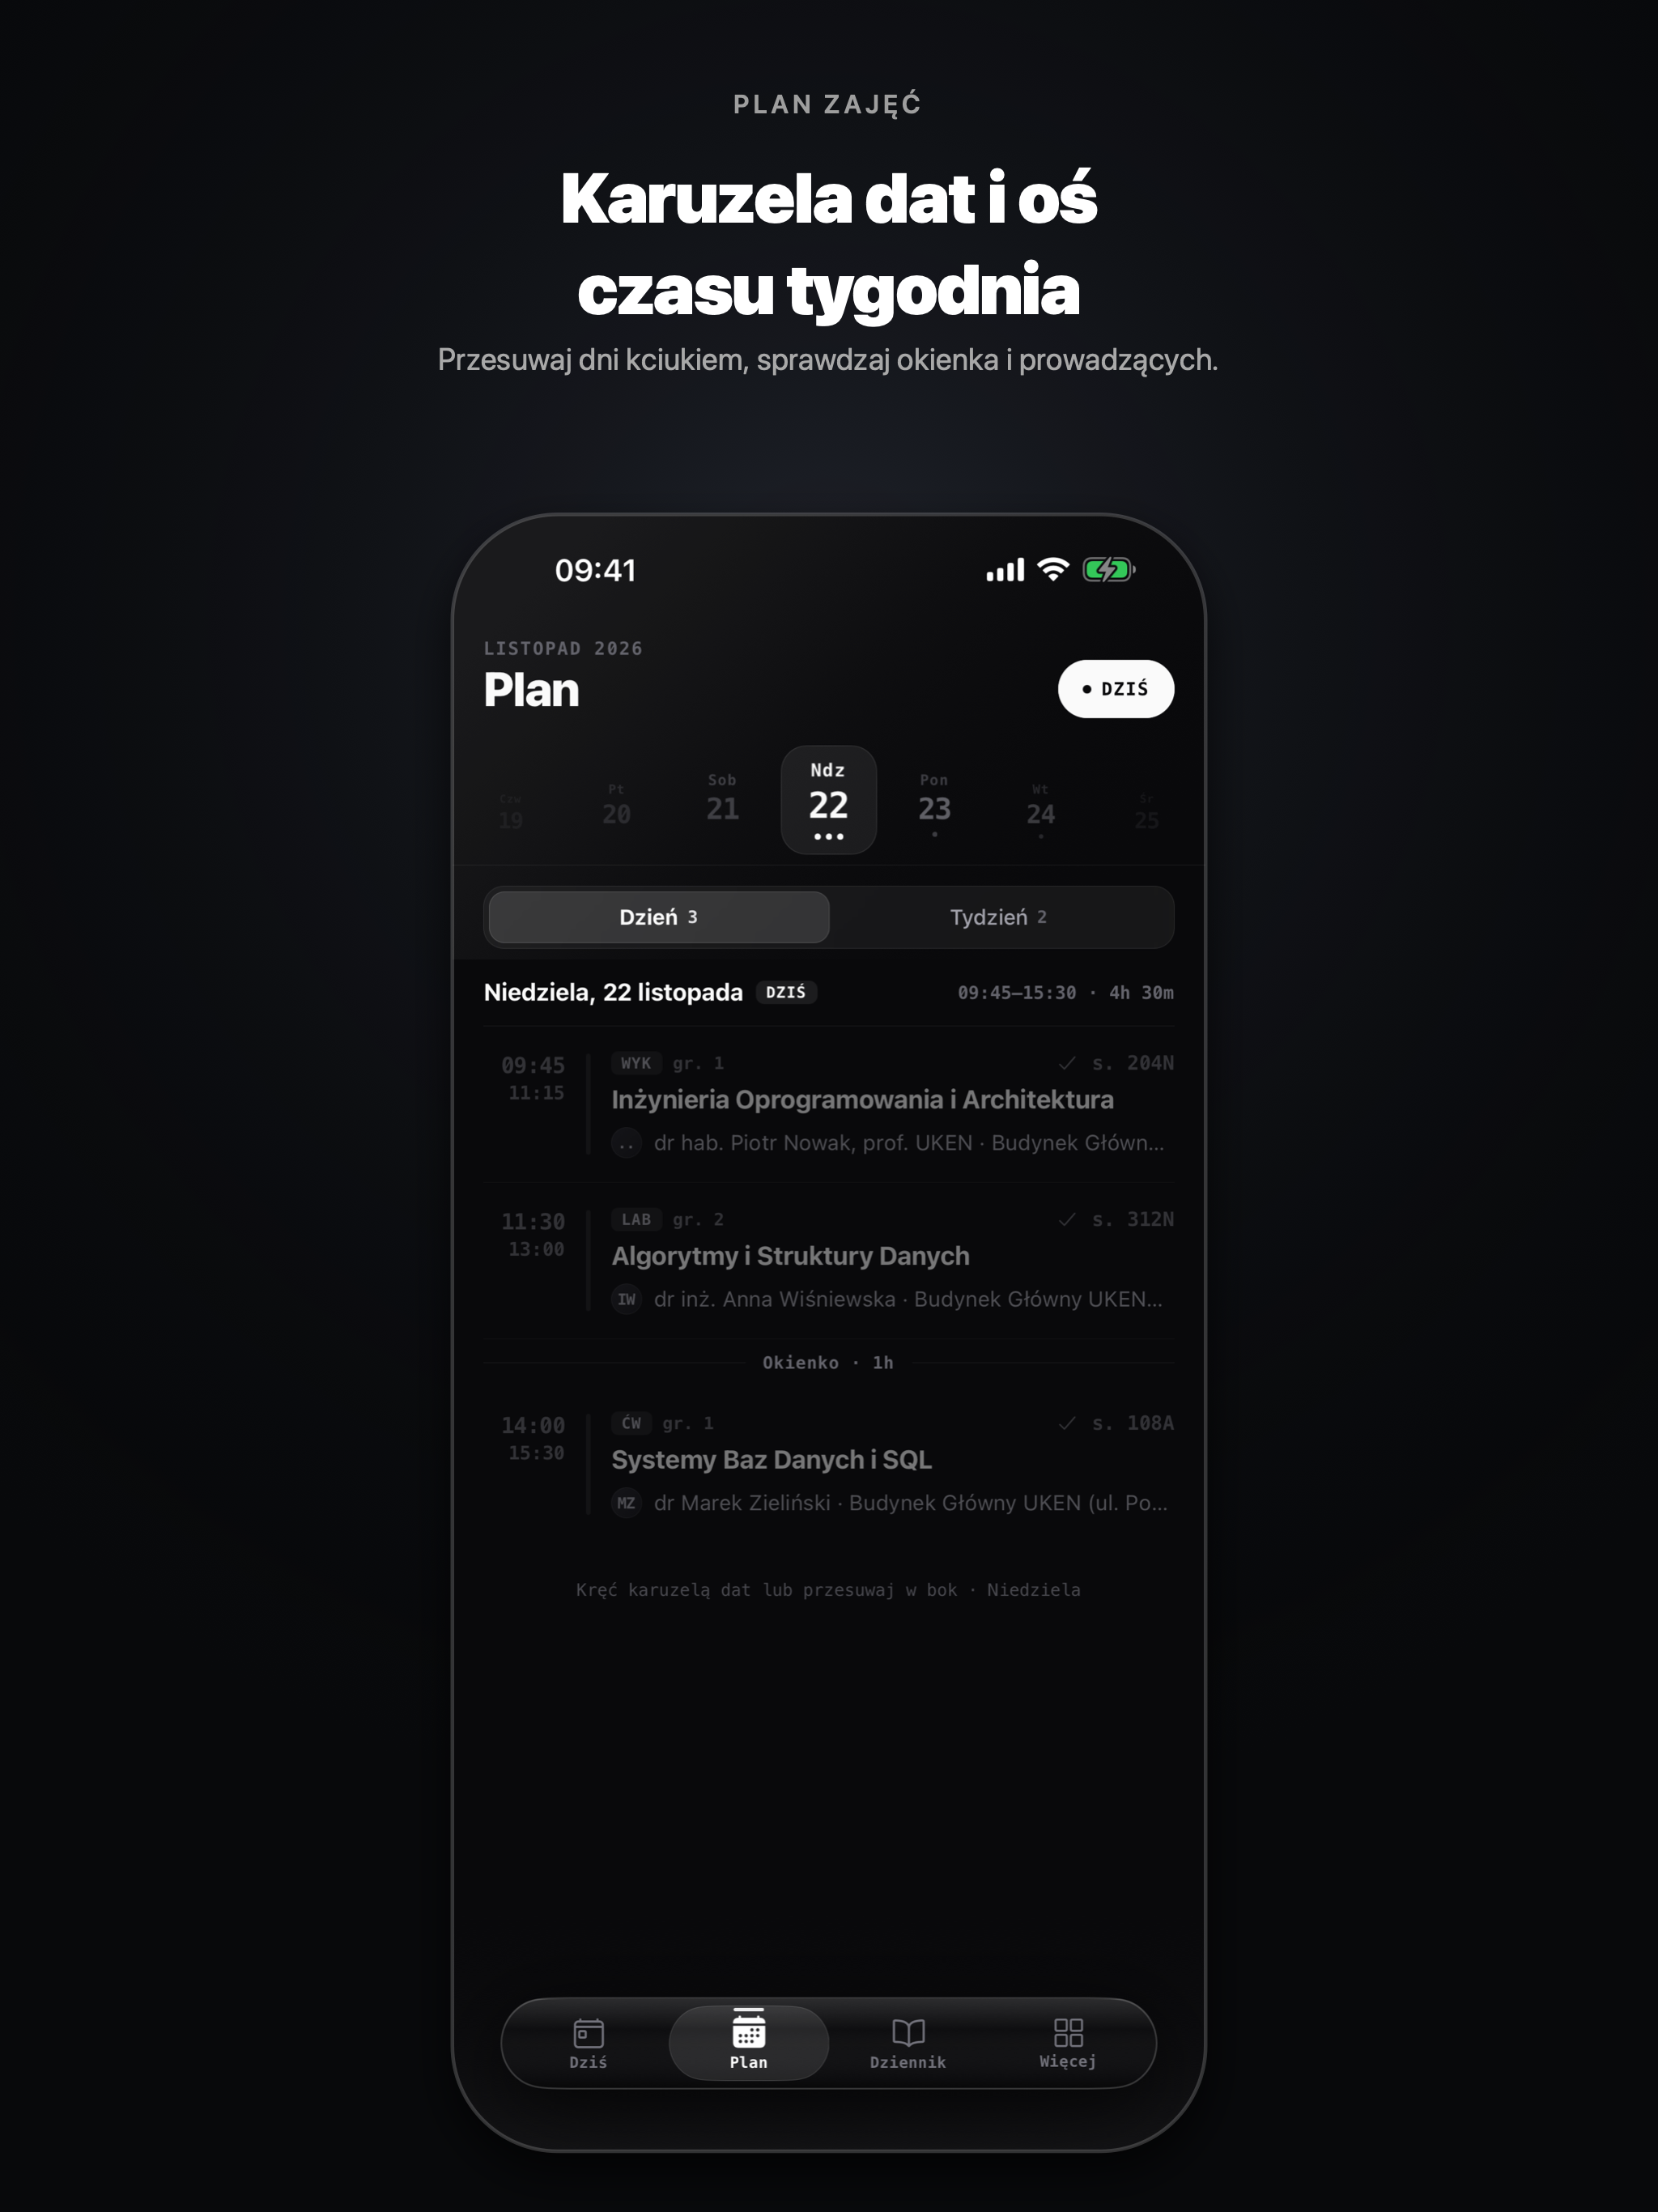 PLAN ZAJĘĆ
Karuzela dat i oś
czasu tygodnia
Przesuwaj dni kciukiem, sprawdzaj okienka i prowadzących.
09:41
LISTOPAD 2026
Plan
• DZIŚ
Czw Pt Sob Ndz Pon Wt Śr
19 20 21 22 23 24 25
Dzień 3 Tydzień 2
Niedziela, 22 listopada DZIŚ 09:45–15:30 · 4h 30m
09:45 WYK gr. 1 s. 204N
11:15 Inżynieria Oprogramowania i Architektura
.. dr hab. Piotr Nowak, prof. UKEN · Budynek Główn...
11:30 LAB gr. 2 s. 312N
13:00 Algorytmy i Struktury Danych
IW dr inż. Anna Wiśniewska · Budynek Główny UKEN...
Okienko · 1h
14:00 ĆW gr. 1 s. 108A
15:30 Systemy Baz Danych i SQL
MZ dr Marek Zieliński · Budynek Główny UKEN (ul. Po...
Kręć karuzelą dat lub przesuwaj w bok · Niedziela
Dziś Plan Dziennik Więcej